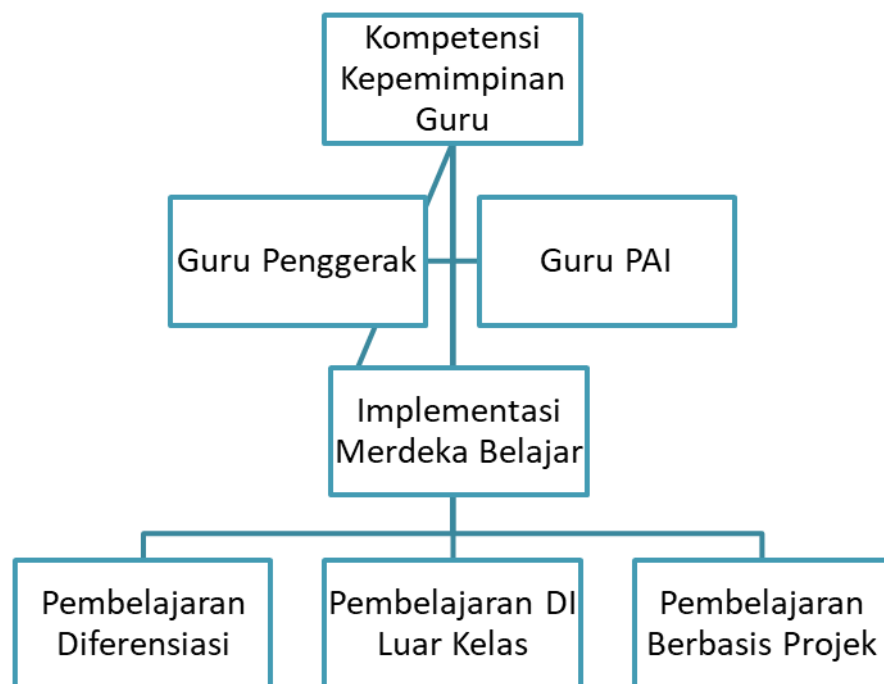 Kompetensi
Kepemimpinan
Guru
Guru Penggerak
Guru PAI
Implementasi
Merdeka Belajar
Pembelajaran
Diferensiasi
Pembelajaran DI
Luar Kelas
Pembelajaran
Berbasis Projek